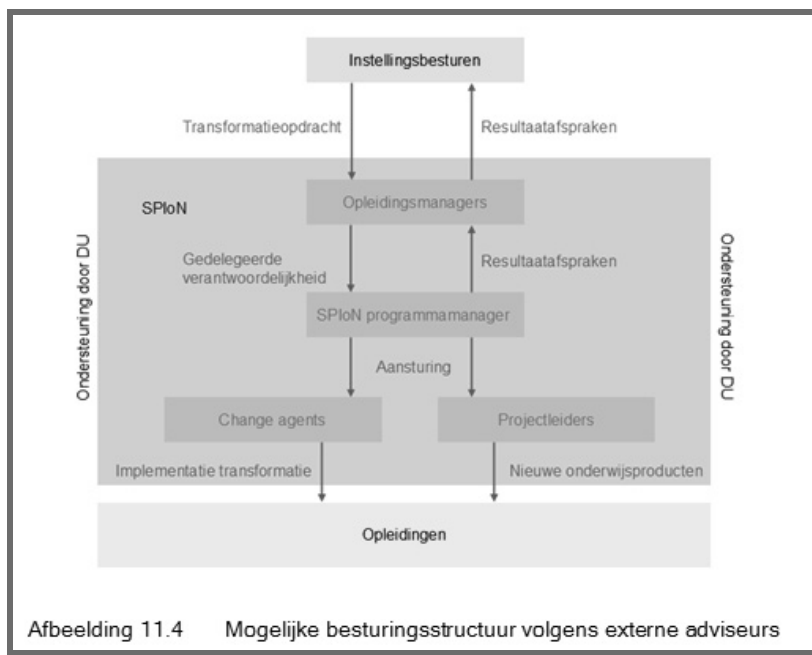 Instellingsbesturen
Transformatieopdracht
Resultaatafspraken
SPIoN
Opleidingsmanagers
Ondersteuning door DU
Ondersteuning door DU
Gedelegeerde
verantwoordelijkheid
Resultaatafspraken
SPIoN programmamanager
Aansturing
Change agents
Projectleiders
Implementatie transformatie
Nieuwe onderwijsproducten
Opleidingen
Afbeelding 11.4 Mogelijke besturingsstructuur volgens externe adviseurs